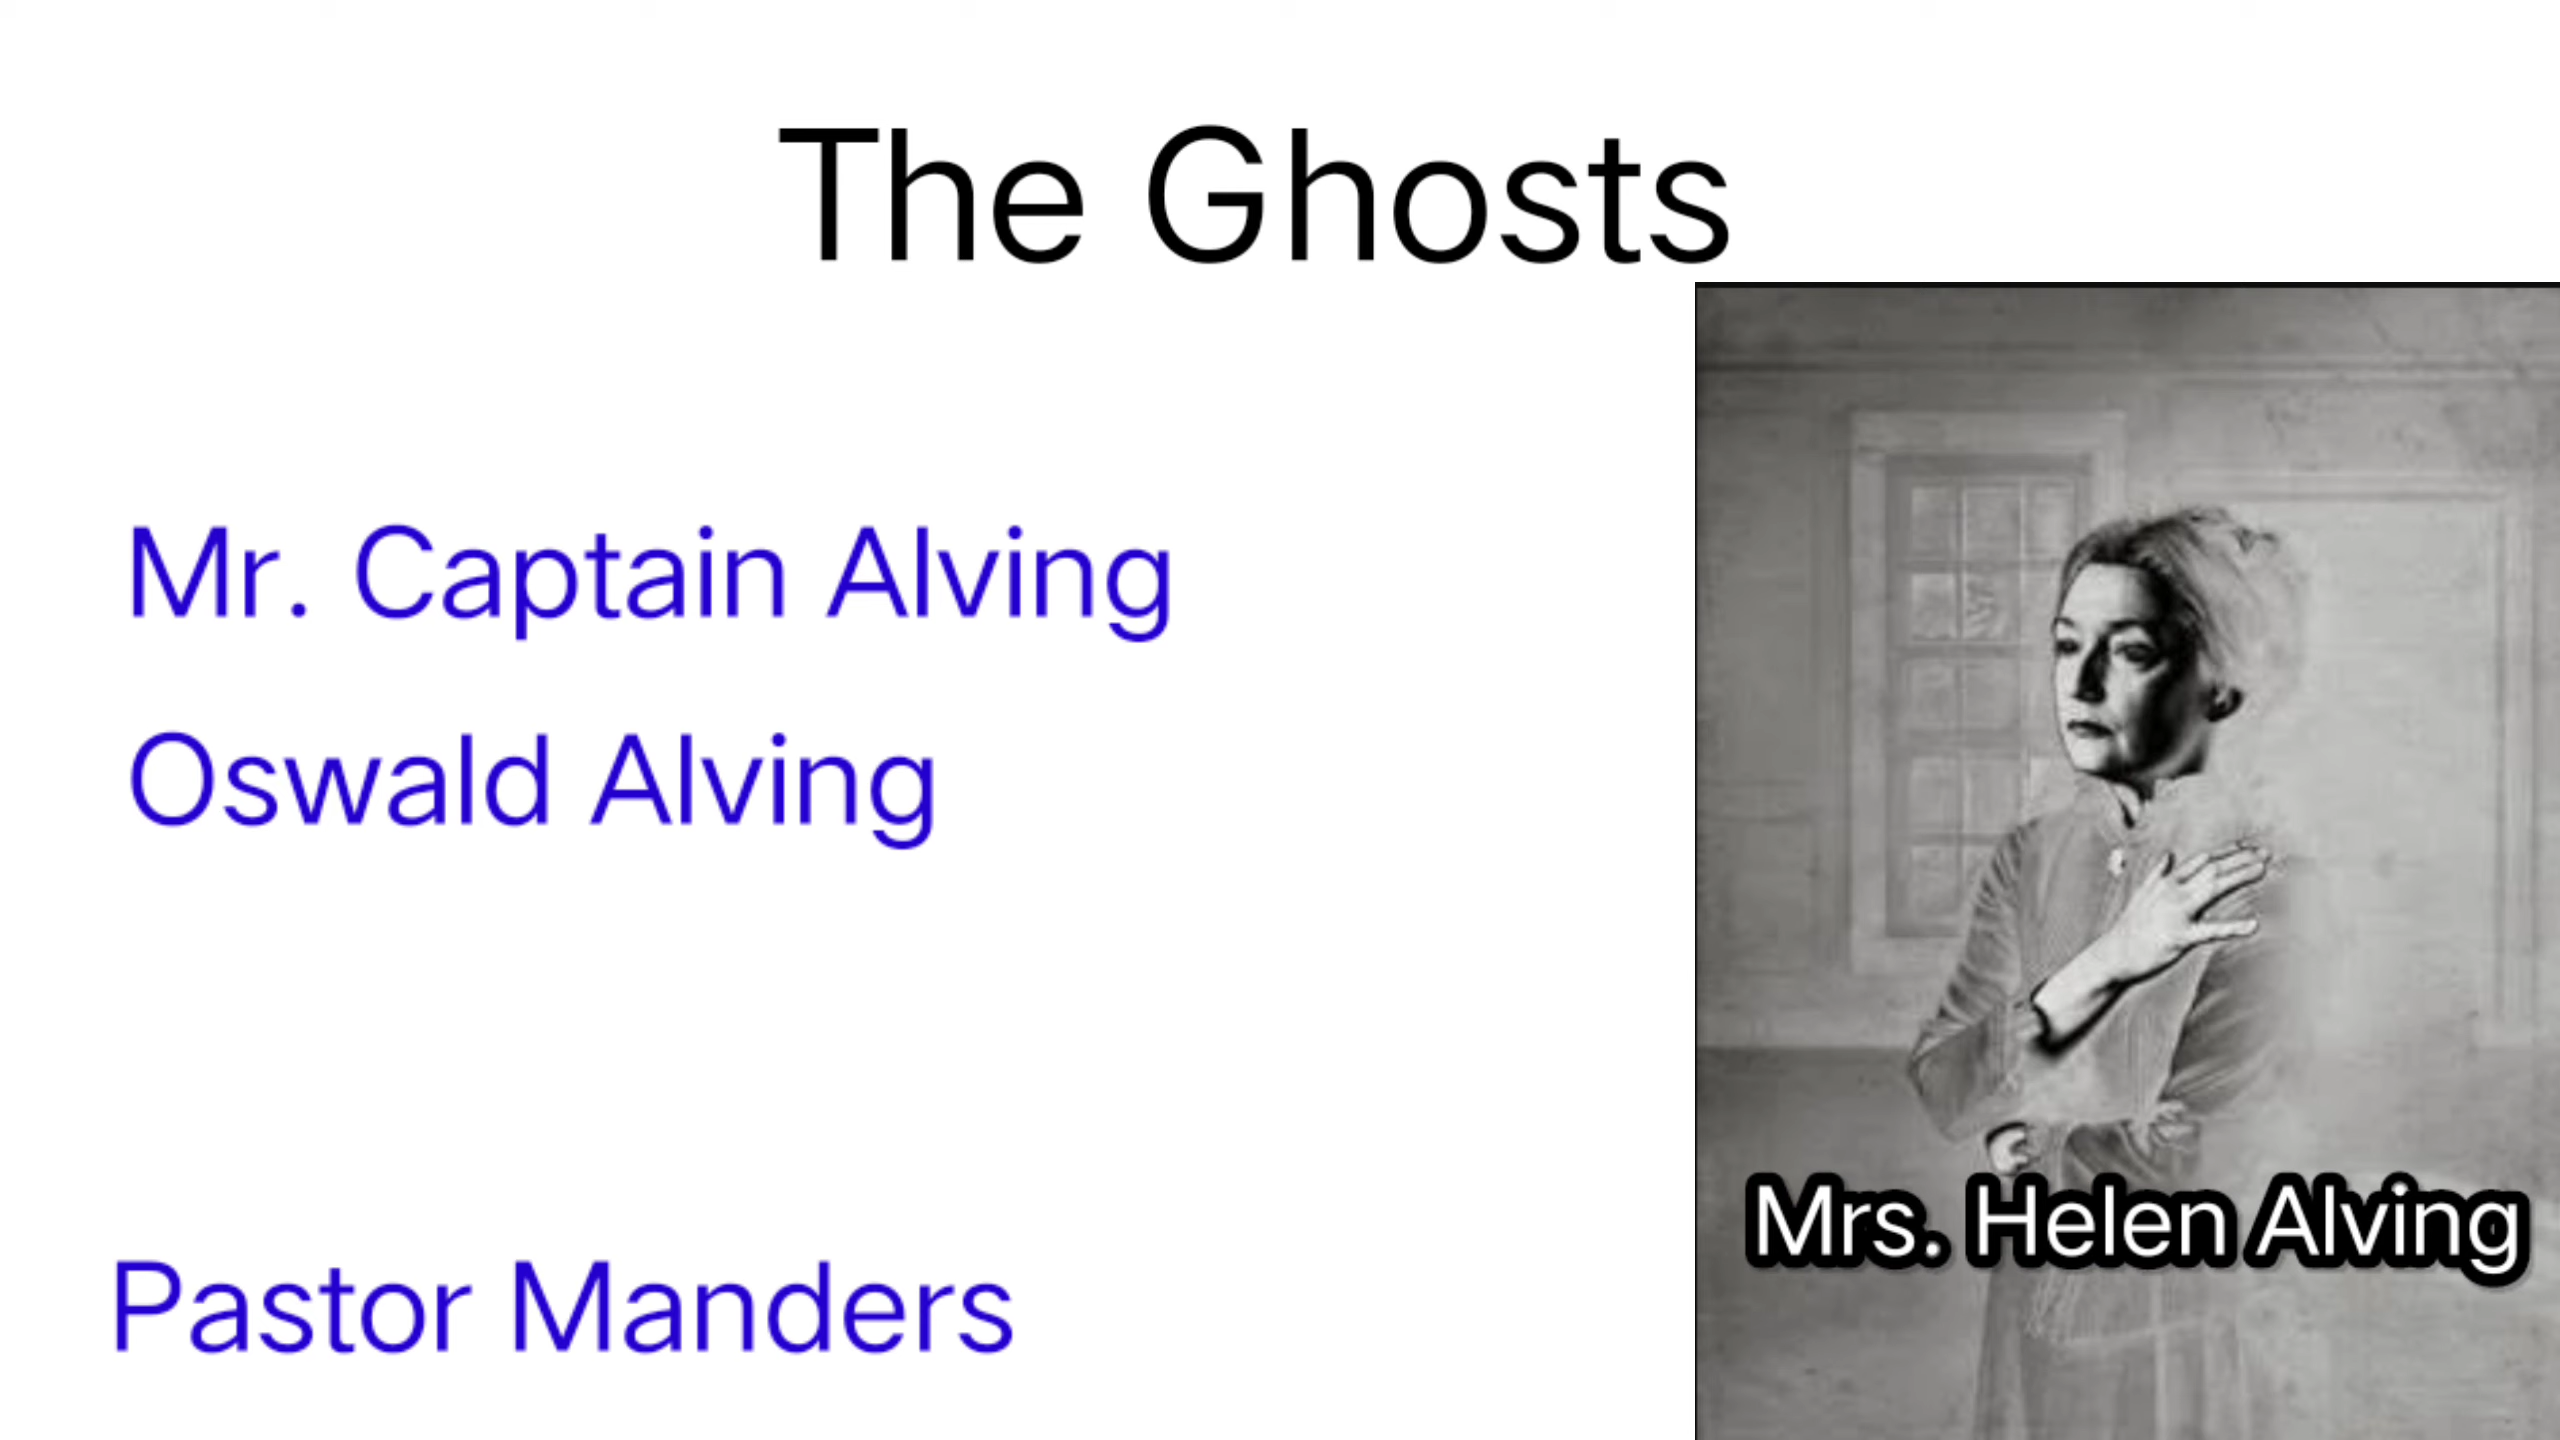 The Ghosts
Mr. Captain Alving
Oswald Alving
Mrs. Helen Alving
Pastor Manders